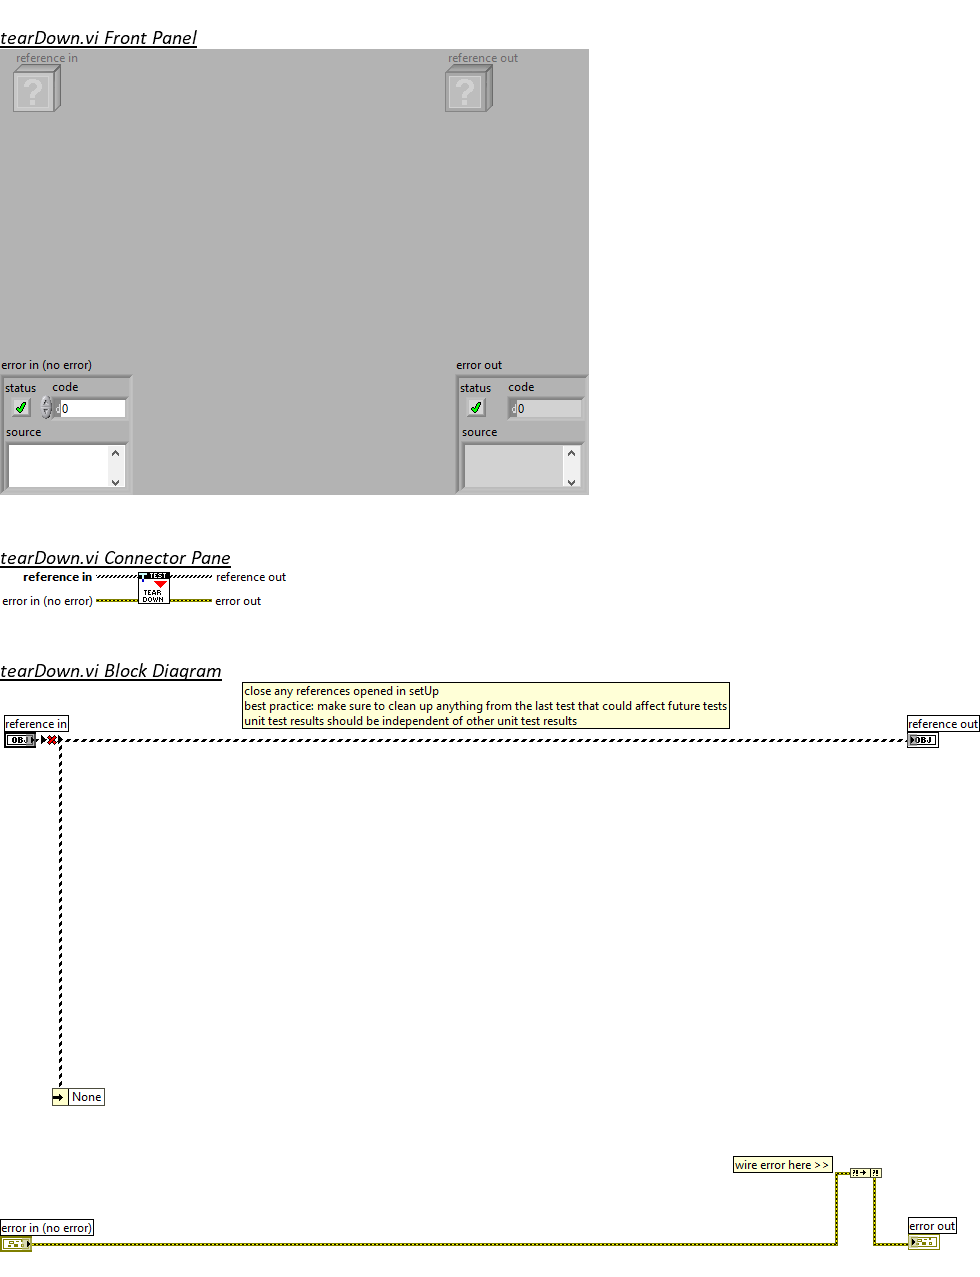 tearDown.vi Front Panel
reference in
reference out
?
?
error in (no error)
error out
status
code
status
code
d
0
d
0
source
source
tearDown.vi Connector Pane
reference in
TEST
TEAR
DOWN
reference out
error in (no error)
error out
tearDown.vi Block Diagram
close any references opened in setUp
best practice: make sure to clean up anything from the last test that could affect future tests
unit test results should be independent of other unit test results
reference in
OBJ
reference out
OBJ
None
wire error here >>
?!
?!
error in (no error)
error out